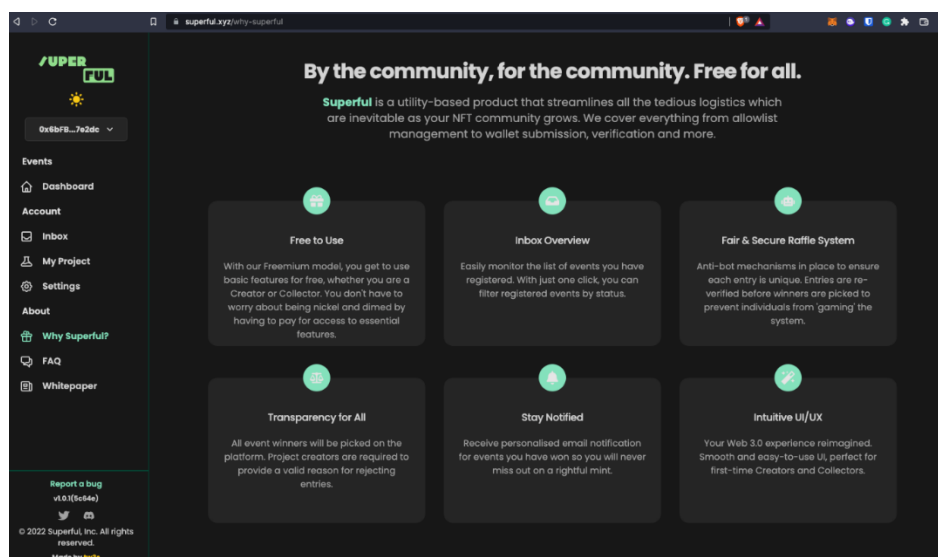 superful.xyz/why-superful
SUPER
FUL
0x6bFB...7e2dc
Events
Dashboard
Account
Inbox
My Project
Settings
About
Why Superful?
FAQ
Whitepaper
Report a bug
v1.0.1(5c64e)
© 2022 Superful, Inc. All rights
reserved.
By the community, for the community. Free for all.
Superful is a utility-based product that streamlines all the tedious logistics which
are inevitable as your NFT community grows. We cover everything from allowlist
management to wallet submission, verification and more.
Free to Use
With our Freemium model, you get to use
basic features for free, whether you are a
Creator or Collector. You don't have to
worry about being nickel and dimed by
having to pay for access to essential
features.
Inbox Overview
Easily monitor the list of events you have
registered. With just one click, you can
filter registered events by status.
Fair & Secure Raffle System
Anti-bot mechanisms in place to ensure
each entry is unique. Entries are re-
verified before winners are picked to
prevent individuals from 'gaming' the
system.
Transparency for All
All event winners will be picked on the
platform. Project creators are required to
provide a valid reason for rejecting
entries.
Stay Notified
Receive personalised email notification
for events you have won so you will never
miss out on a rightful mint.
Intuitive UI/UX
Your Web 3.0 experience reimagined.
Smooth and easy-to-use UI, perfect for
first-time Creators and Collectors.